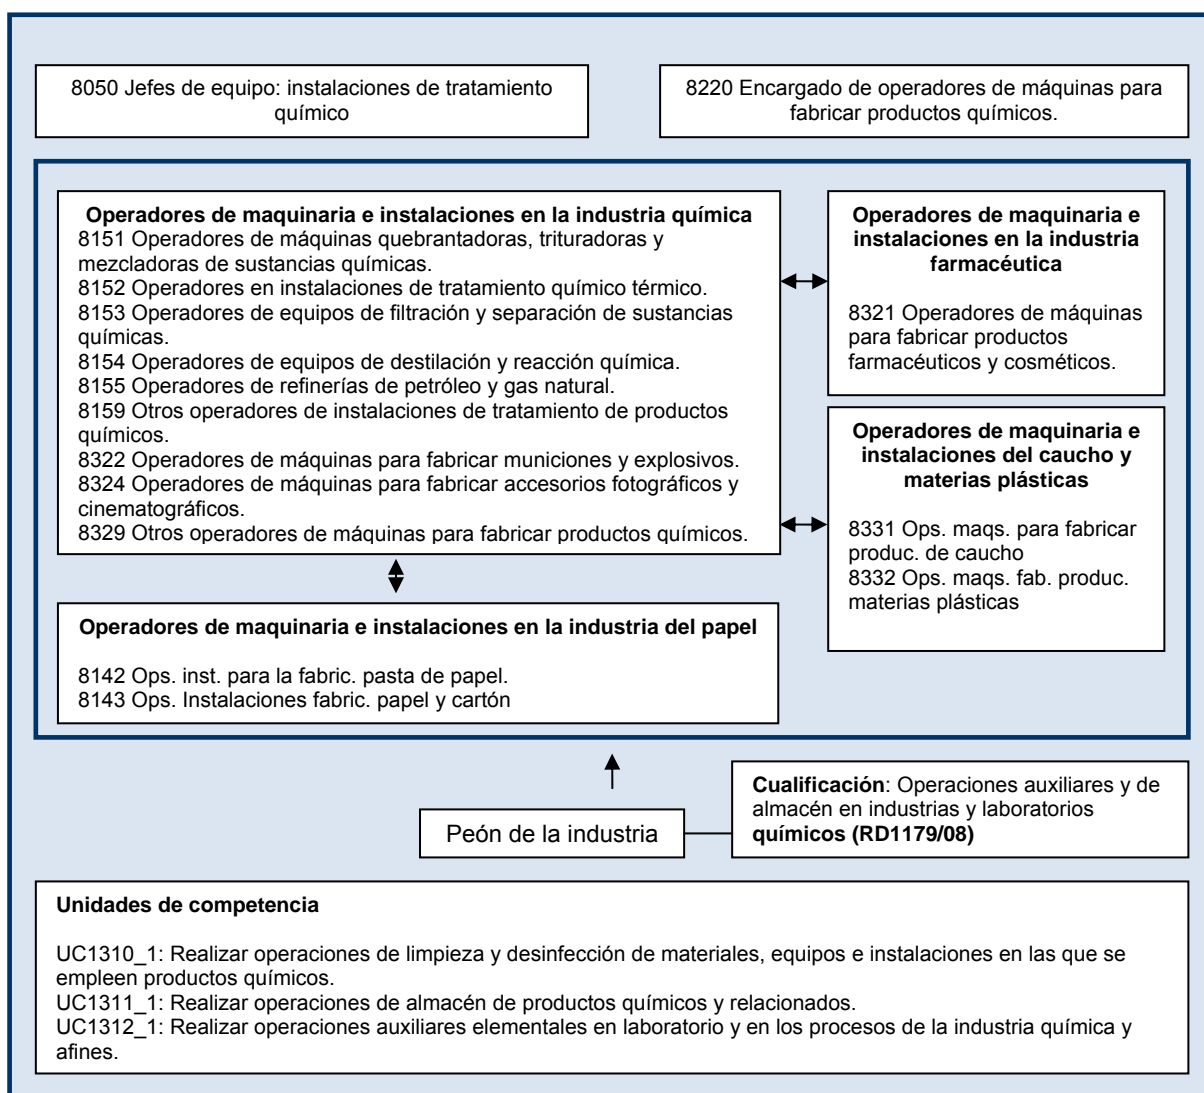 8050 Jefes de equipo: instalaciones de tratamiento
químico
8220 Encargado de operadores de máquinas para
fabricar productos químicos.
Operadores de maquinaria e instalaciones en la industria química
8151 Operadores de máquinas quebrantadoras, trituradoras y
mezcladoras de sustancias químicas.
8152 Operadores en instalaciones de tratamiento químico térmico.
8153 Operadores de equipos de filtración y separación de sustancias
químicas.
8154 Operadores de equipos de destilación y reacción química.
8155 Operadores de refinerías de petróleo y gas natural.
8159 Otros operadores de instalaciones de tratamiento de productos
químicos.
8322 Operadores de máquinas para fabricar municiones y explosivos.
8324 Operadores de máquinas para fabricar accesorios fotográficos y
cinematográficos.
8329 Otros operadores de máquinas para fabricar productos químicos.
Operadores de maquinaria e
instalaciones en la industria
farmacéutica
8321 Operadores de máquinas
para fabricar productos
farmacéuticos y cosméticos.
Operadores de maquinaria e
instalaciones del caucho y
materias plásticas
8331 Ops. maqs. para fabricar
produc. de caucho
8332 Ops. maqs. fab. produc.
materias plásticas
Operadores de maquinaria e instalaciones en la industria del papel
8142 Ops. inst. para la fabric. pasta de papel.
8143 Ops. Instalaciones fabric. papel y cartón
Peón de la industria
Cualificación: Operaciones auxiliares y de
almacén en industrias y laboratorios
químicos (RD1179/08)
Unidades de competencia
UC1310_1: Realizar operaciones de limpieza y desinfección de materiales, equipos e instalaciones en las que se
empleen productos químicos.
UC1311_1: Realizar operaciones de almacén de productos químicos y relacionados.
UC1312_1: Realizar operaciones auxiliares elementales en laboratorio y en los procesos de la industria química y
afines.